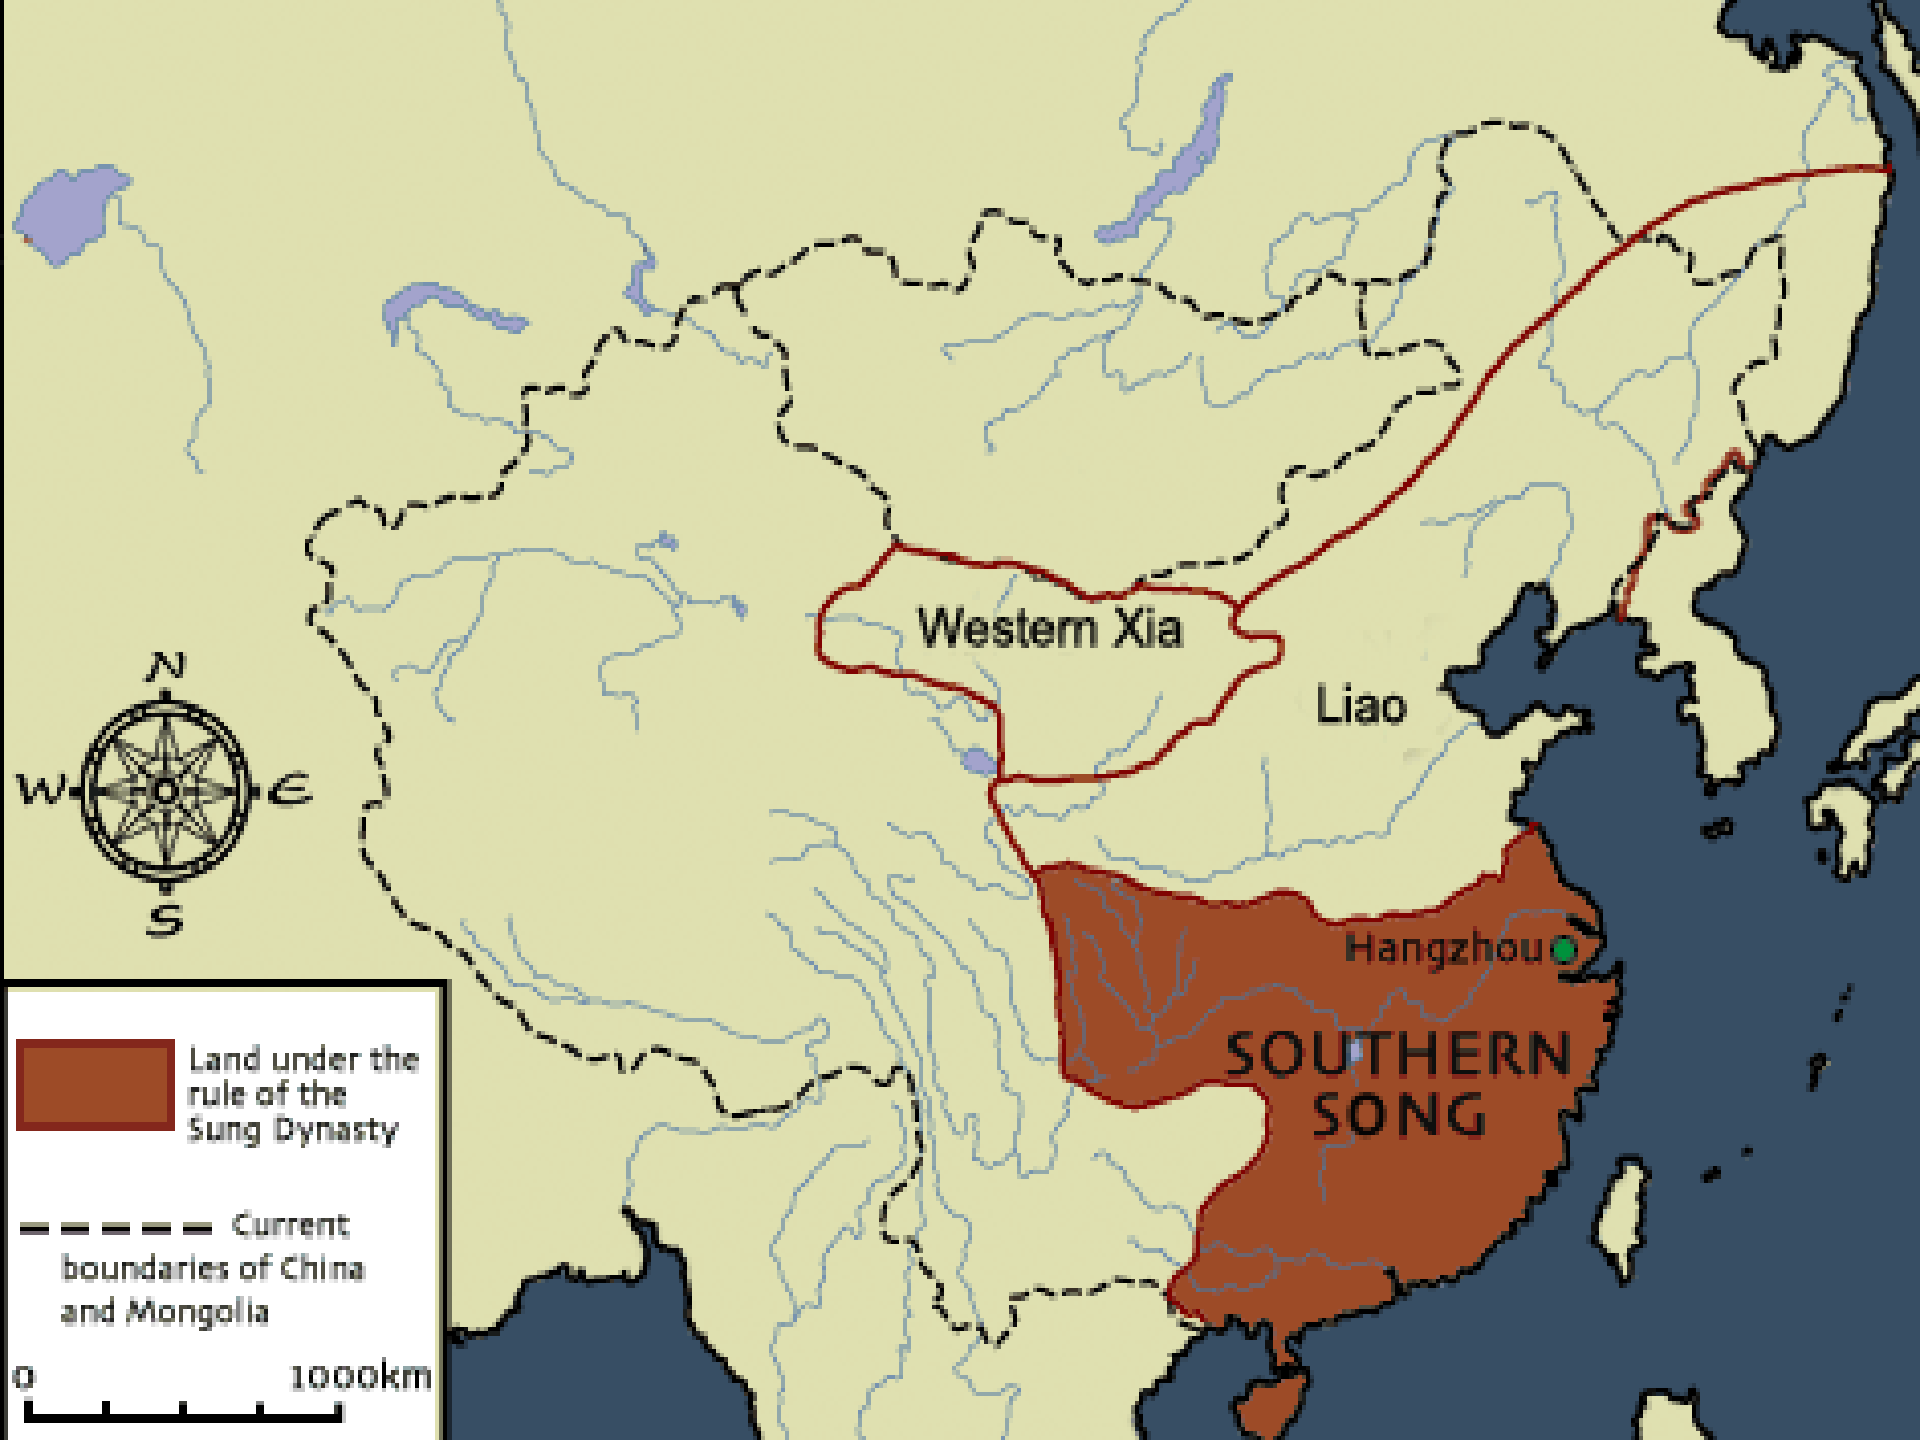 Western Xia
Liao
N
W
E
S
Hangzhou
SOUTHERN
SONG
Land under the
rule of the
Sung Dynasty
Current
boundaries of China
and Mongolia
0 1000km